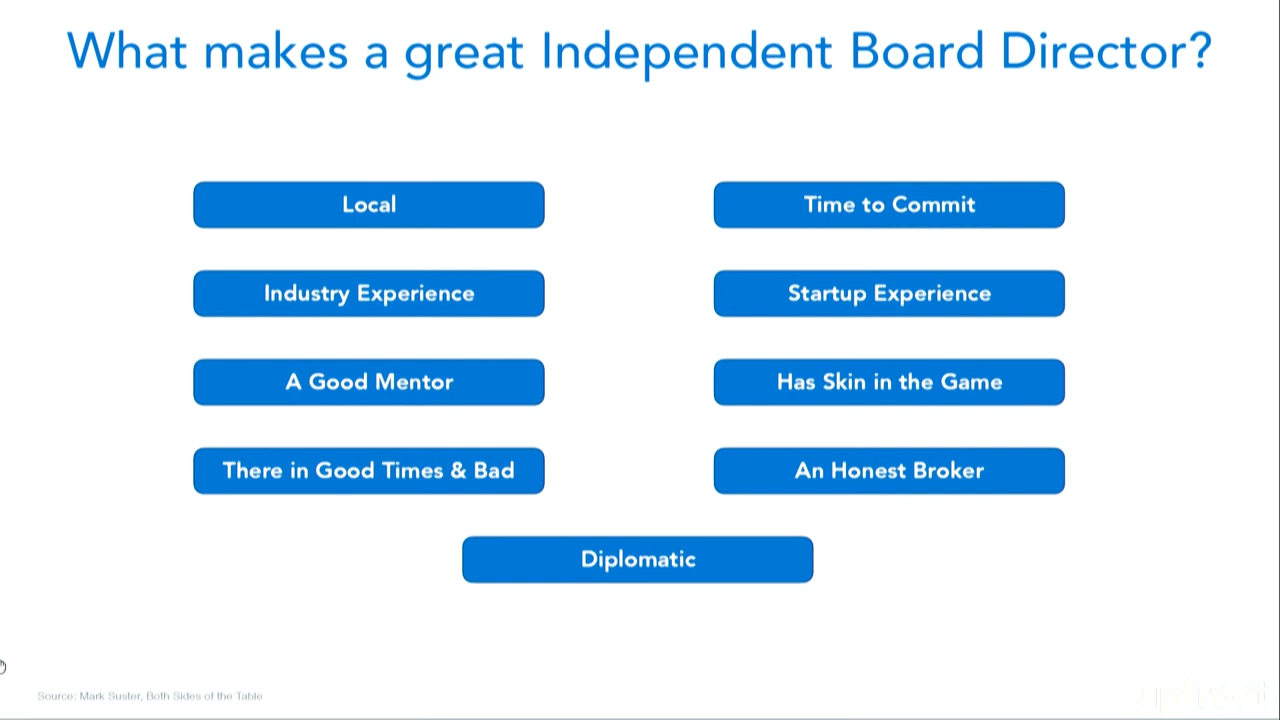 What makes a great Independent Board Director?
Local
Time to Commit
Industry Experience
Startup Experience
A Good Mentor
Has Skin in the Game
There in Good Times & Bad
An Honest Broker
Diplomatic
Source: Mark Suster, Both Sides of the Table